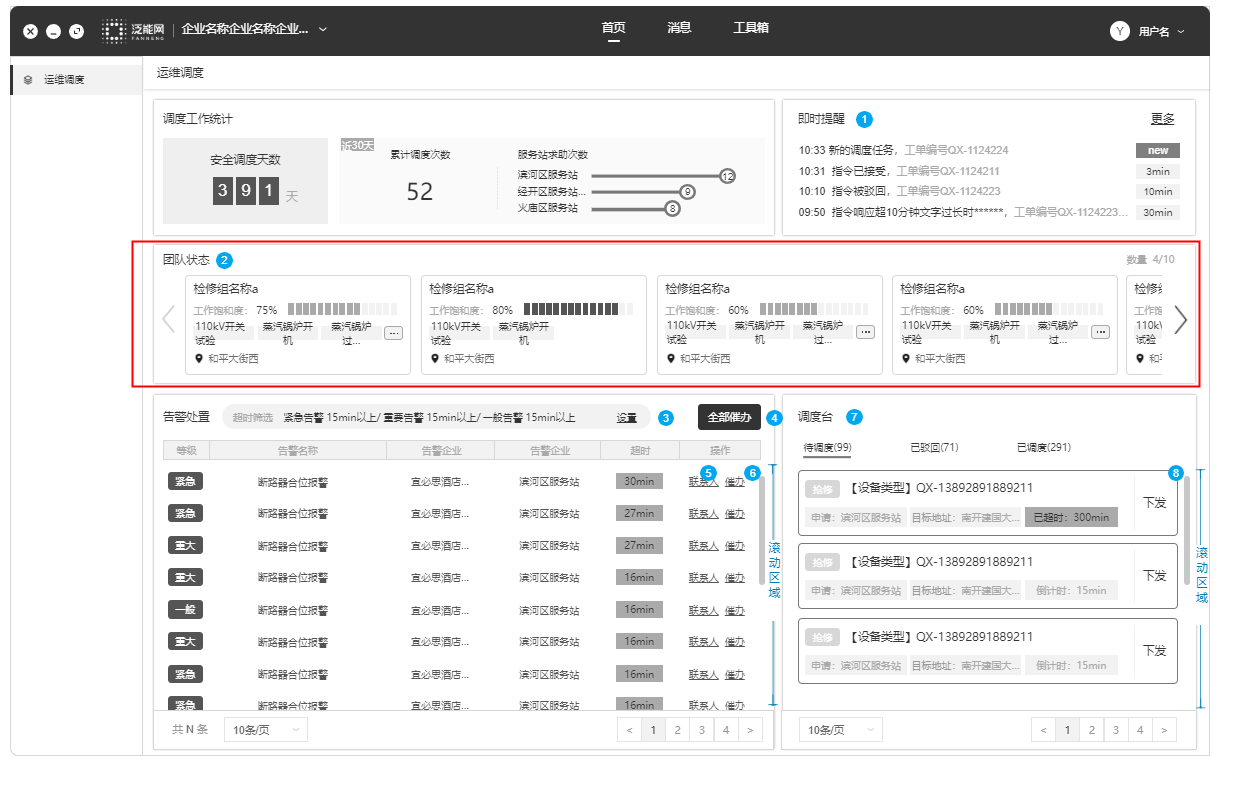 泛能网
FANNENG
企业名称企业名称企业...
首页
消息
工具箱
Y
用户名
运维调度
运维调度
调度工作统计
安全调度天数
3 9 1 天
近30天
累计调度次数
52
服务站求助次数
滨河区服务站 12
经开区服务站... 9
火庙区服务站 8
即时提醒 1
更多
10:33 新的调度任务，工单编号QX-1124224 new
10:31 指令已接受，工单编号QX-1124211 3min
10:10 指令被驳回，工单编号QX-1124223 10min
09:50 指令响应超10分钟文字过长时******，工单编号QX-1124223... 30min
团队状态 2
数量 4/10
检修组名称a
工作饱和度： 75%
110kV开关试验
蒸汽锅炉开机
蒸汽锅炉过...
...
和平大街西
检修组名称a
工作饱和度： 80%
110kV开关试验
蒸汽锅炉开机
和平大街西
检修组名称a
工作饱和度： 60%
110kV开关试验
蒸汽锅炉开机
蒸汽锅炉过...
...
和平大街西
检修组名称a
工作饱和度： 60%
110kV开关试验
蒸汽锅炉开机
蒸汽锅炉过...
...
和平大街西
检修
工作饱
110k
试验
和
告警处置
超时筛选 紧急告警 15min以上/ 重要告警 15min以上/ 一般告警 15min以上 设置 3
全部催办 4
等级 告警名称 告警企业 告警企业 超时 操作
5 6
紧急 断路器合位报警 宜必思酒店... 滨河区服务站 30min 联系人 催办
紧急 断路器合位报警 宜必思酒店... 滨河区服务站 27min 联系人 催办
重大 断路器合位报警 宜必思酒店... 滨河区服务站 27min 联系人 催办
重大 断路器合位报警 宜必思酒店... 滨河区服务站 16min 联系人 催办
一般 断路器合位报警 宜必思酒店... 滨河区服务站 16min 联系人 催办
重大 断路器合位报警 宜必思酒店... 滨河区服务站 16min 联系人 催办
紧急 断路器合位报警 宜必思酒店... 滨河区服务站 16min 联系人 催办
紧急 断路器合位报警 宜必思酒店... 滨河区服务站 16min 联系人 催办
滚动区域
共 N 条
10条/页
< 1 2 3 4 >
调度台 7
待调度(99)
已驳回(71)
已调度(291)
8
抢修 【设备类型】QX-13892891889211
申请：滨河区服务站 目标地址：南开建国大... 已超时：300min
下发
抢修 【设备类型】QX-13892891889211
申请：滨河区服务站 目标地址：南开建国大... 倒计时：15min
下发
抢修 【设备类型】QX-13892891889211
申请：滨河区服务站 目标地址：南开建国大... 倒计时：15min
下发
滚动区域
10条/页
< 1 2 3 4 >